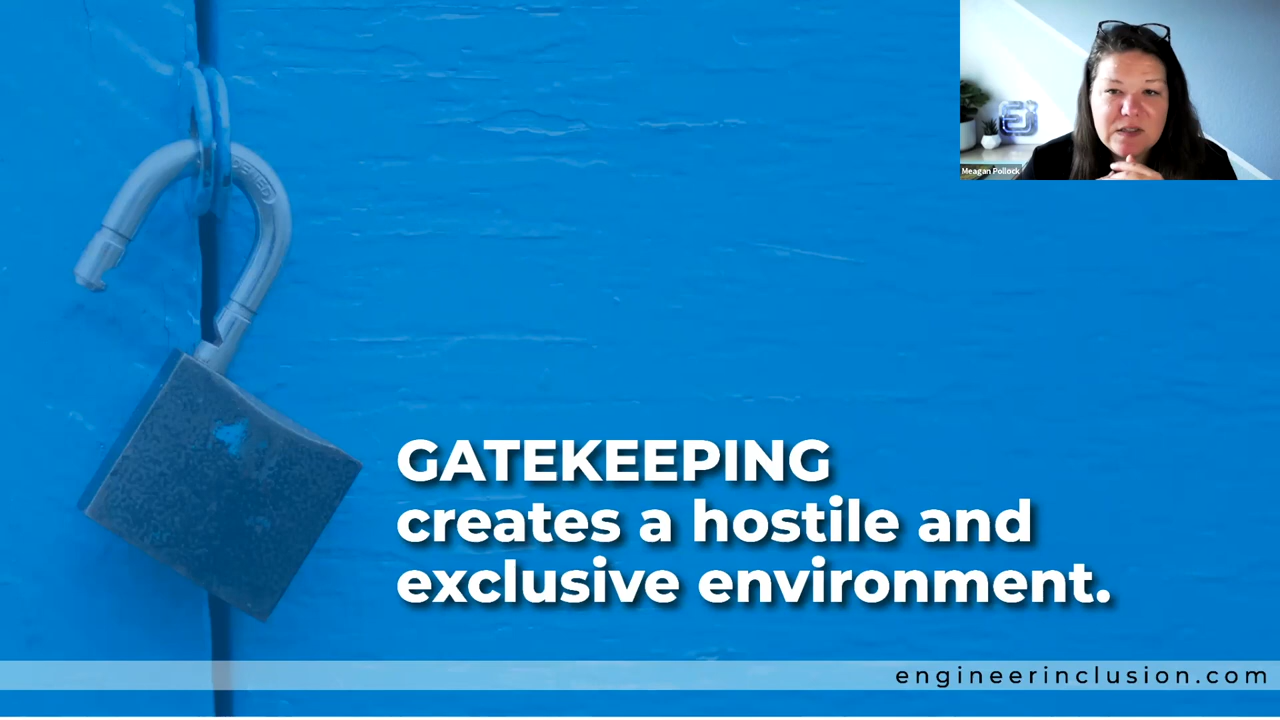 Meagan Pollock
GATEKEEPING
creates a hostile and
exclusive environment.
engineerinclusion.com